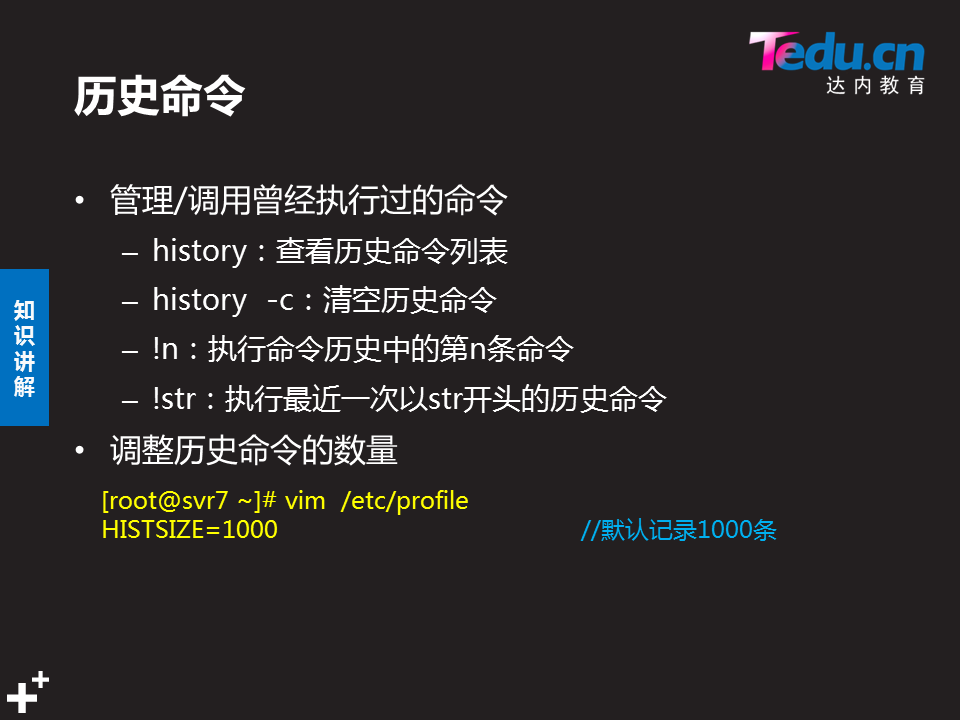 Tedu.cn
达内教育
历史命令
• 管理/调用曾经执行过的命令
– history：查看历史命令列表
– history -c：清空历史命令
– !n：执行命令历史中的第n条命令
– !str：执行最近一次以str开头的历史命令
• 调整历史命令的数量
[root@svr7 ~]# vim /etc/profile
HISTSIZE=1000 //默认记录1000条
知识讲解